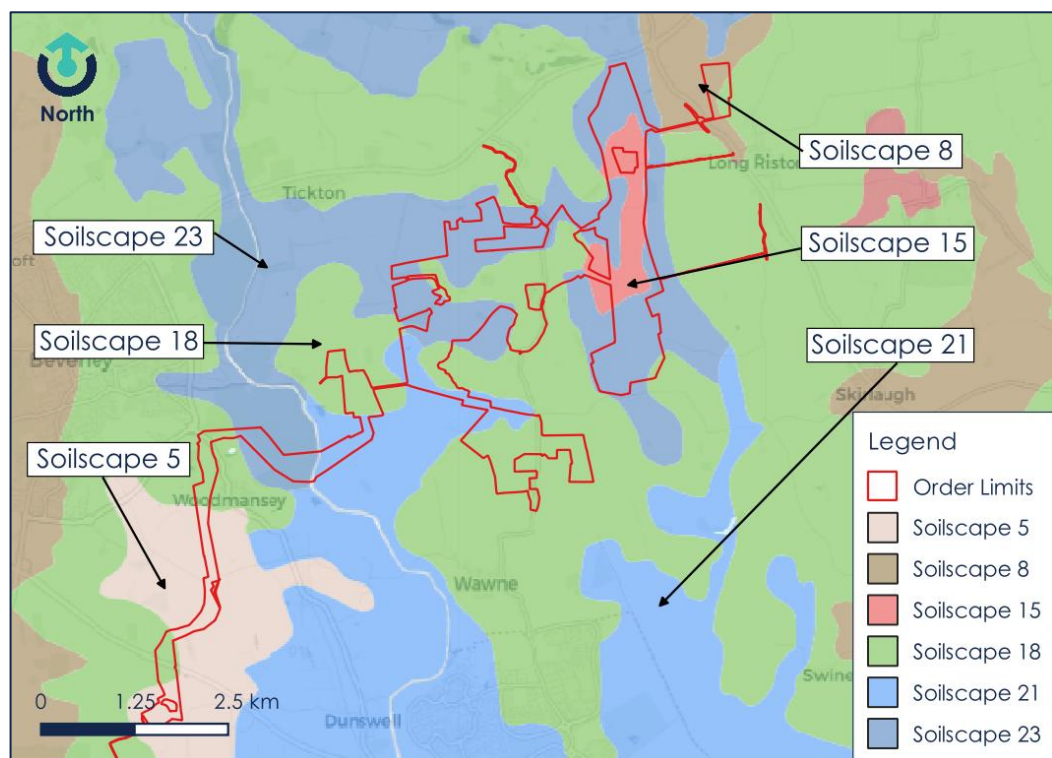 North
Soilscape 8
Long Riston
Tickton
Soilscape 23
Soilscape 15
Soilscape 18
Soilscape 21
Beverley
Skirlaugh
Soilscape 5
Woodmansey
Wawne
Dunswell
Swine
0 1.25 2.5 km
Legend
Order Limits
Soilscape 5
Soilscape 8
Soilscape 15
Soilscape 18
Soilscape 21
Soilscape 23